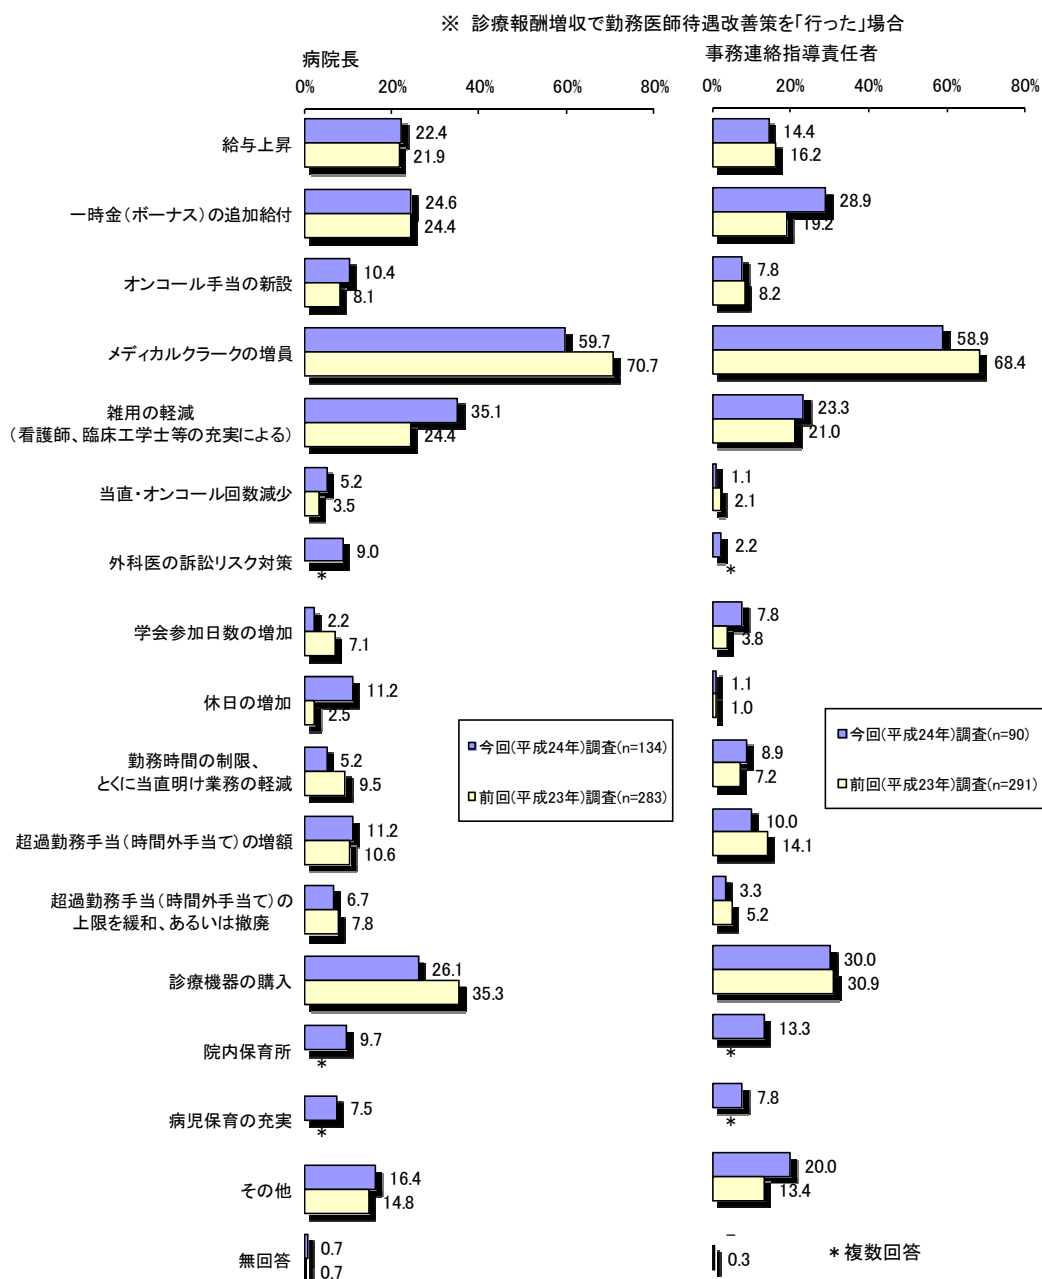 ※ 診療報酬増収で勤務医師待遇改善策を「行った」場合
病院長
事務連絡指導責任者
0% 20% 40% 60% 80%
0% 20% 40% 60% 80%
給与上昇
22.4
21.9
14.4
16.2
一時金(ボーナス)の追加給付
24.6
24.4
28.9
19.2
オンコール手当の新設
10.4
8.1
7.8
8.2
メディカルクラークの増員
59.7
70.7
58.9
68.4
雑用の軽減
(看護師、臨床工学士等の充実による)
35.1
24.4
23.3
21.0
当直・オンコール回数減少
5.2
3.5
1.1
2.1
外科医の訴訟リスク対策
9.0
*
2.2
*
学会参加日数の増加
2.2
7.1
7.8
3.8
休日の増加
11.2
2.5
1.1
1.0
今回(平成24年)調査(n=134)
前回(平成23年)調査(n=283)
今回(平成24年)調査(n=90)
前回(平成23年)調査(n=291)
勤務時間の制限、
とくに当直明け業務の軽減
5.2
9.5
8.9
7.2
超過勤務手当(時間外手当て)の増額
11.2
10.6
10.0
14.1
超過勤務手当(時間外手当て)の
上限を緩和、あるいは撤廃
6.7
7.8
3.3
5.2
診療機器の購入
26.1
35.3
30.0
30.9
院内保育所
9.7
*
13.3
*
病児保育の充実
7.5
*
7.8
*
その他
16.4
14.8
20.0
13.4
無回答
0.7
0.7
−
0.3
*複数回答